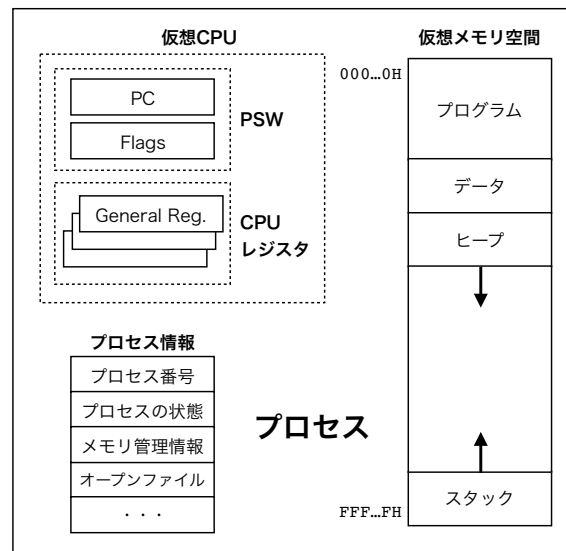 仮想CPU
PC
Flags
PSW
General Reg.
CPU
レジスタ
プロセス情報
プロセス番号
プロセスの状態
メモリ管理情報
オープンファイル
・・・
プロセス
仮想メモリ空間
000…0H
プログラム
データ
ヒープ
スタック
FFF…FH